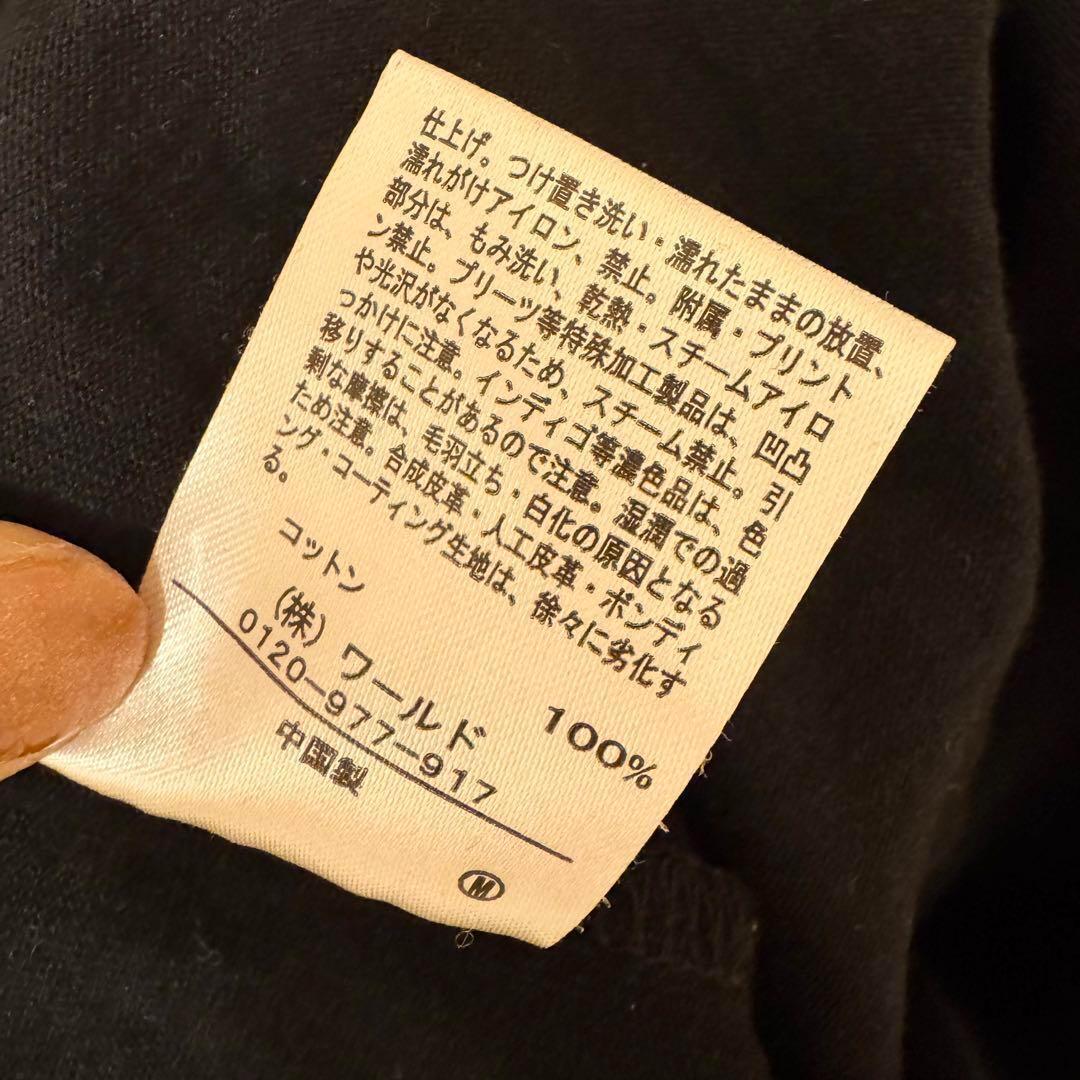 仕上げ。つけ置き洗い・濡れたままの放置、
濡れがけアイロン、禁止。附属・プリント
部分は、もみ洗い、乾熱・スチームアイロ
ン禁止。プリーツ等特殊加工製品は、凹凸
や光沢がなくなるため、スチーム禁止。引
っかけに注意。インディゴ等濃色品は、色
移りすることがあるので注意。湿潤での過
剰な摩擦は、毛羽立ち・白化の原因となる
ため注意。合成皮革・人工皮革・ボンディ
ング・コーティング生地は、徐々に劣化す
る。
コットン 100%
(株)ワールド
0120-977-917
中国製
M